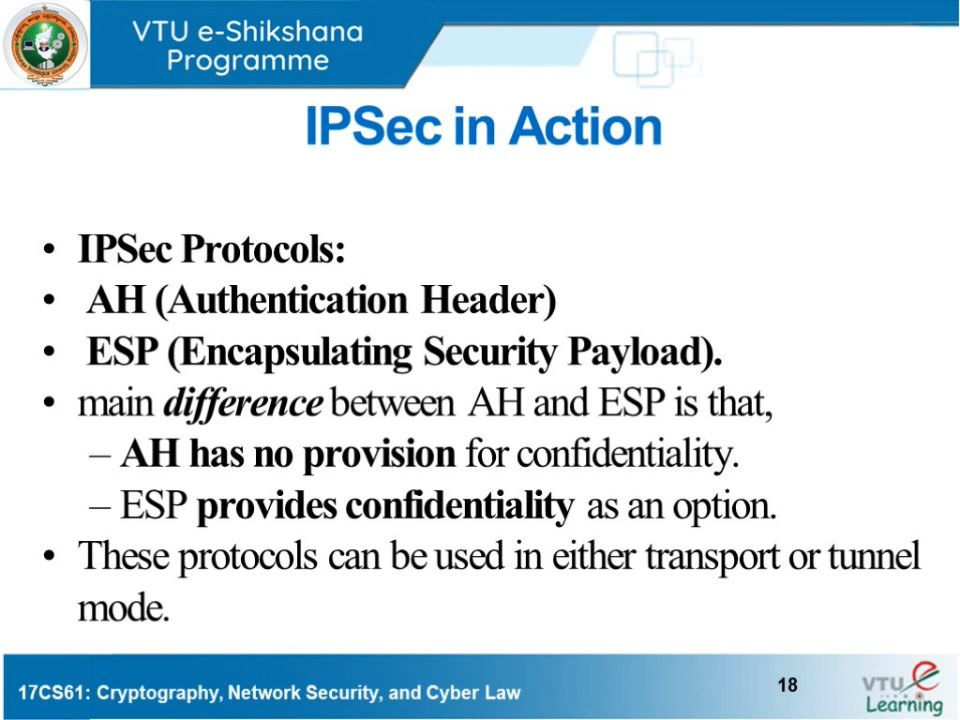 VTU e-Shikshana
Programme
IPSec in Action
• IPSec Protocols:
• AH (Authentication Header)
• ESP (Encapsulating Security Payload).
• main difference between AH and ESP is that,
– AH has no provision for confidentiality.
– ESP provides confidentiality as an option.
• These protocols can be used in either transport or tunnel
mode.
17CS61: Cryptography, Network Security, and Cyber Law
18
VTU e
Learning